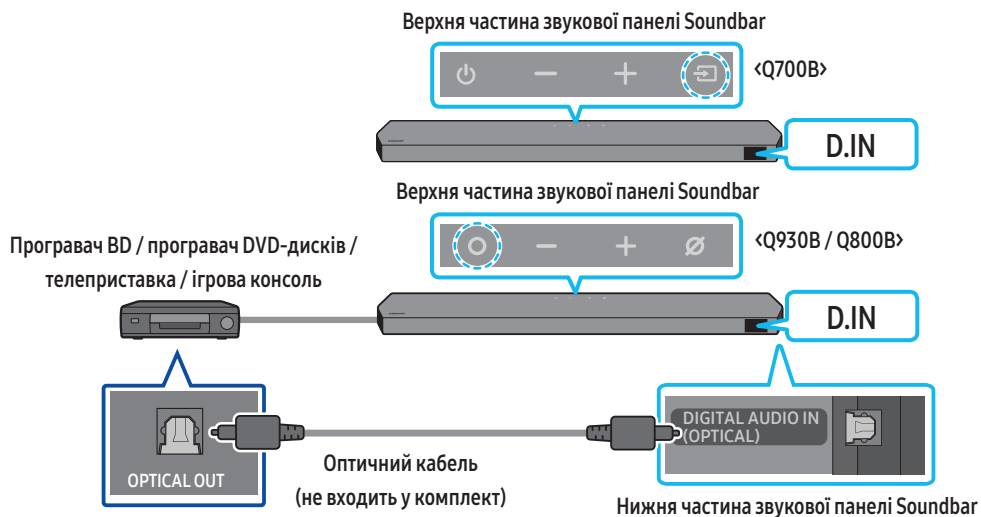 Верхня частина звукової панелі Soundbar
<Q700B>
D.IN
Верхня частина звукової панелі Soundbar
<Q930B / Q800B>
Програвач BD / програвач DVD-дисків /
телеприставка / ігрова консоль
D.IN
OPTICAL OUT
Оптичний кабель
(не входить у комплект)
DIGITAL AUDIO IN
(OPTICAL)
Нижня частина звукової панелі Soundbar